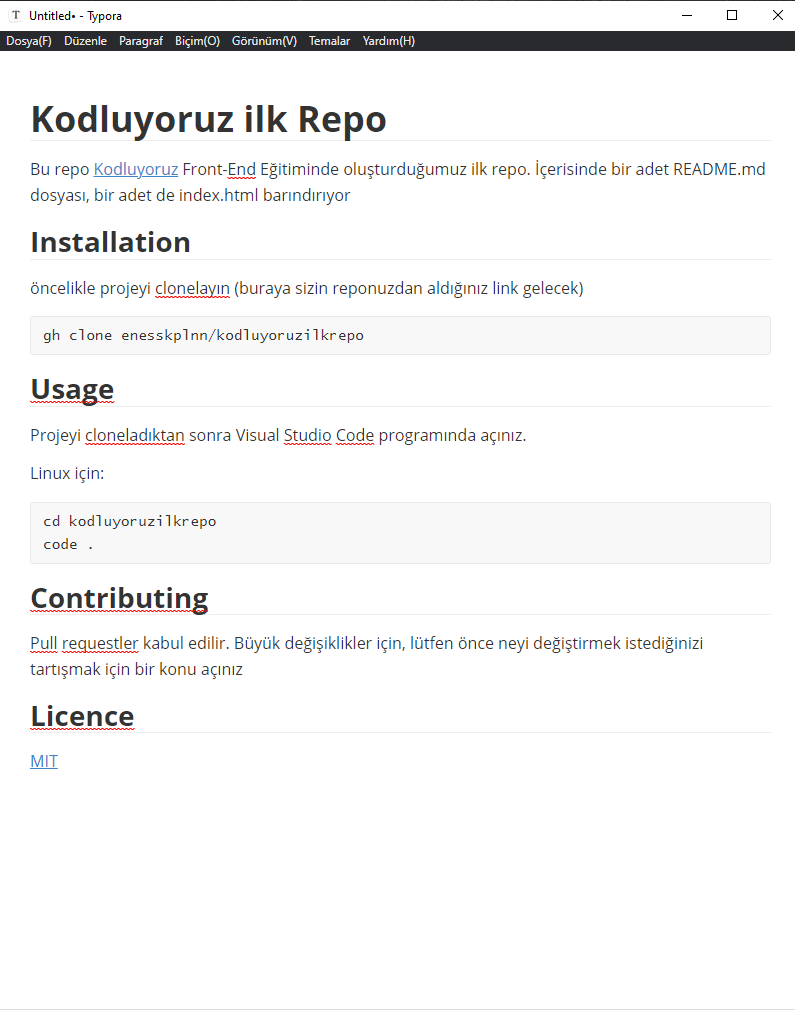 Untitled• - Typora
Dosya(F) Düzenle Paragraf Biçim(O) Görünüm(V) Temalar Yardım(H)
Kodluyoruz ilk Repo
Bu repo Kodluyoruz Front-End Eğitiminde oluşturduğumuz ilk repo. İçerisinde bir adet README.md
dosyası, bir adet de index.html barındırıyor
Installation
öncelikle projeyi clonelayın (buraya sizin reponuzdan aldığınız link gelecek)
gh clone enesskplnn/kodluyoruzilkrepo
Usage
Projeyi cloneladıktan sonra Visual Studio Code programında açınız.
Linux için:
cd kodluyoruzilkrepo
code .
Contributing
Pull requestler kabul edilir. Büyük değişiklikler için, lütfen önce neyi değiştirmek istediğinizi
tartışmak için bir konu açınız
Licence
MIT